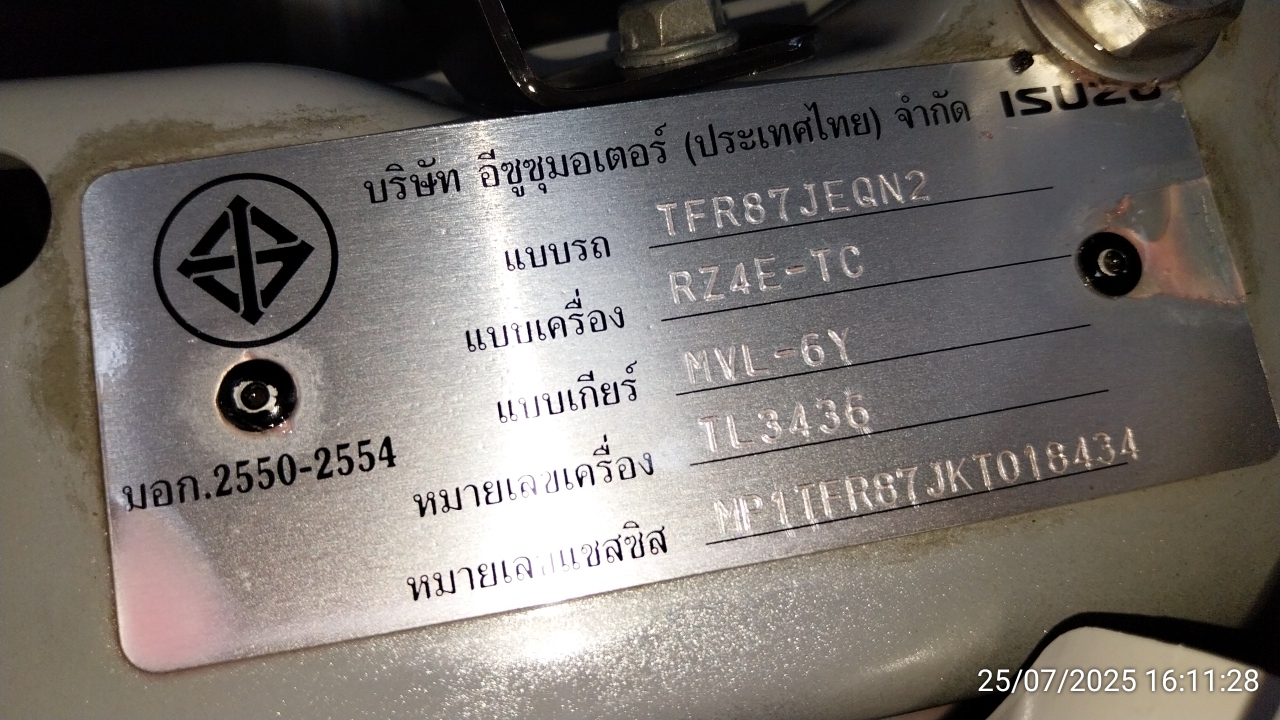 บริษัท อีซูซุมอเตอร์ (ประเทศไทย) จำกัด ISUZU
แบบรถ TFR87JEQN2
แบบเครื่อง RZ4E-TC
แบบเกียร์ MVL-6Y
หมายเลขเครื่อง TL3436
หมายเลขแชสซิส MP1TFR87JKT018434
มอก.2550-2554
25/07/2025 16:11:28